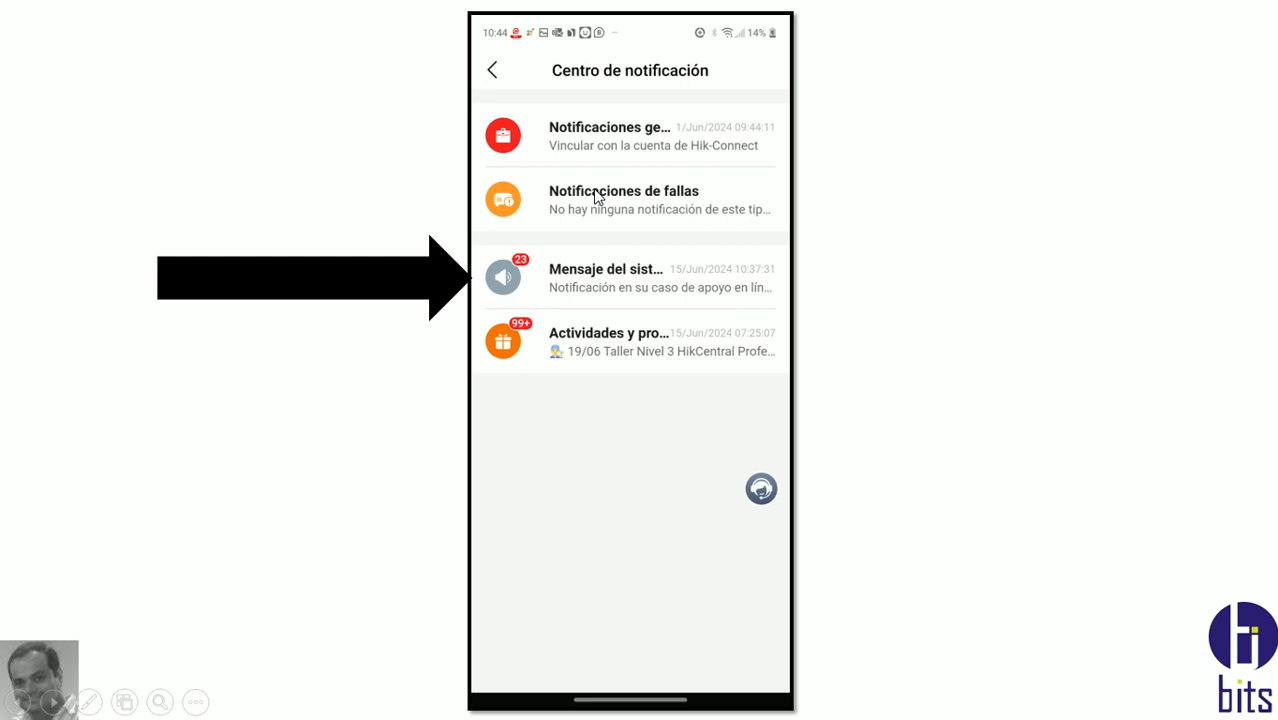 10:44
14%
Centro de notificación
Notificaciones ge... 1/Jun/2024 09:44:11
Vincular con la cuenta de Hik-Connect
Notificaciones de fallas
No hay ninguna notificación de este tip...
23
Mensaje del sist... 15/Jun/2024 10:37:31
Notificación en su caso de apoyo en lín...
99+
Actividades y pro... 15/Jun/2024 07:25:07
19/06 Taller Nivel 3 HikCentral Profe...
bits